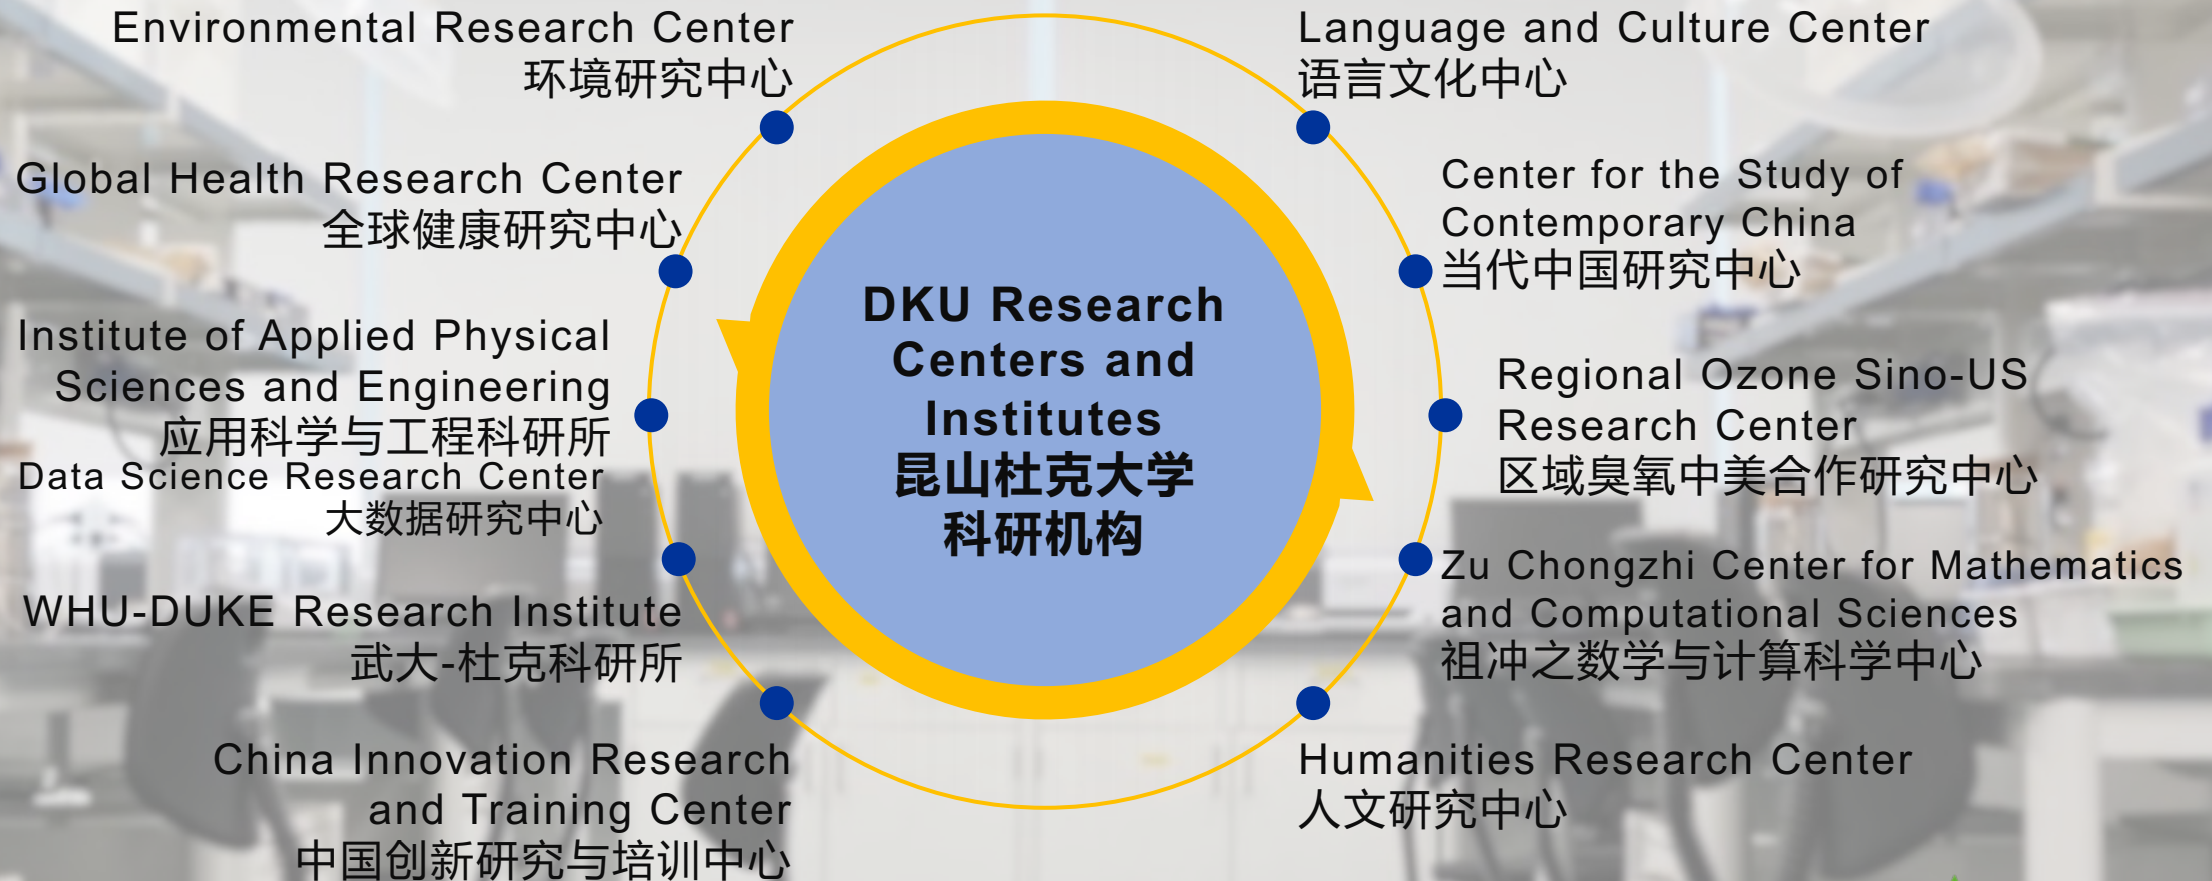 Environmental Research Center
环境研究中心
Global Health Research Center
全球健康研究中心
Institute of Applied Physical
Sciences and Engineering
应用科学与工程科研所
Data Science Research Center
大数据研究中心
WHU-DUKE Research Institute
武大-杜克科研所
China Innovation Research
and Training Center
中国创新研究与培训中心
DKU Research
Centers and
Institutes
昆山杜克大学
科研机构
Language and Culture Center
语言文化中心
Center for the Study of
Contemporary China
当代中国研究中心
Regional Ozone Sino-US
Research Center
区域臭氧中美合作研究中心
Zu Chongzhi Center for Mathematics
and Computational Sciences
祖冲之数学与计算科学中心
Humanities Research Center
人文研究中心